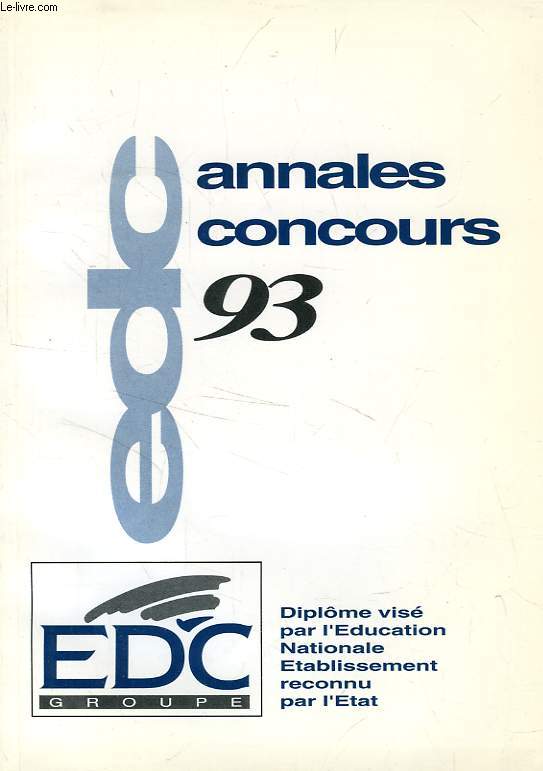 Le-livre.com
annales
concours
93
edc
EDC
GROUPE
Diplôme visé
par l'Education
Nationale
Etablissement
reconnu
par l'Etat